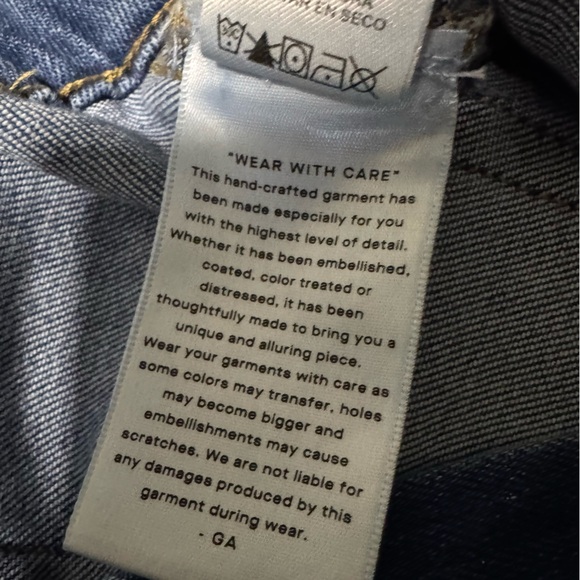 EN SECO
"WEAR WITH CARE"
This hand-crafted garment has
been made especially for you
with the highest level of detail.
Whether it has been embellished,
coated, color treated or
distressed, it has been
thoughtfully made to bring you a
unique and alluring piece.
Wear your garments with care as
some colors may transfer, holes
may become bigger and
embellishments may cause
scratches. We are not liable for
any damages produced by this
garment during wear.
- GA